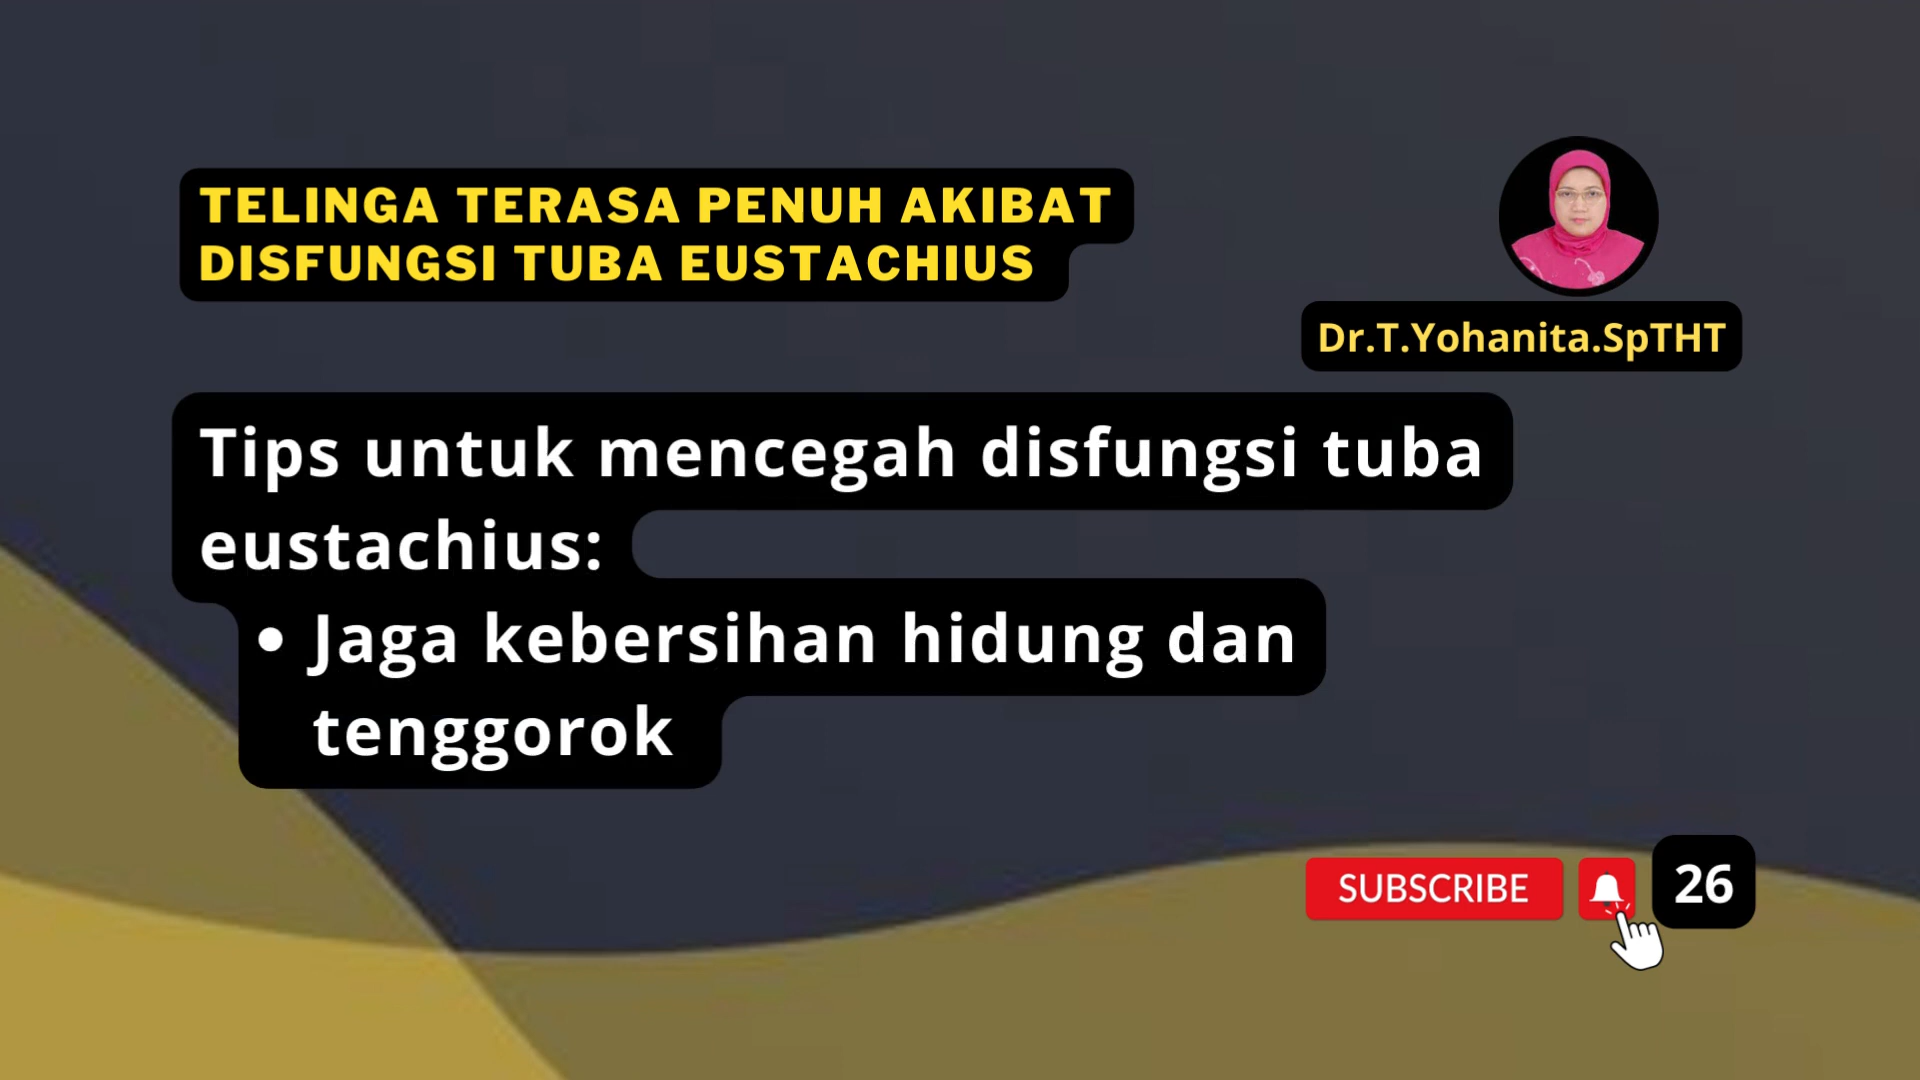 TELINGA TERASA PENUH AKIBAT
DISFUNGSI TUBA EUSTACHIUS
Dr.T.Yohanita.SpTHT
Tips untuk mencegah disfungsi tuba
eustachius:
• Jaga kebersihan hidung dan
tenggorok
SUBSCRIBE
26